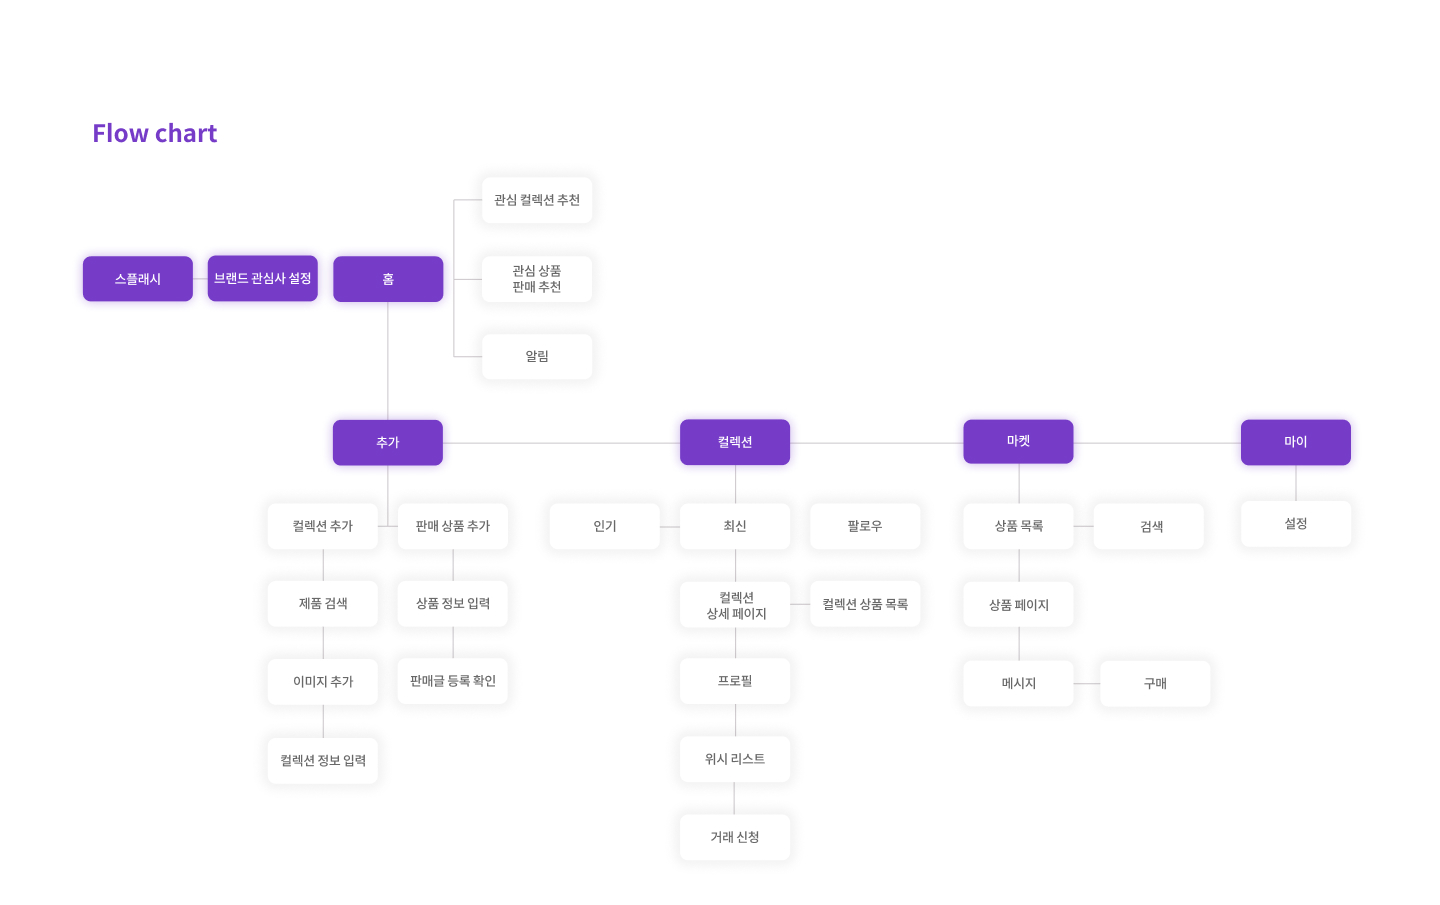 Flow chart
관심 컬렉션 추천
스플래시
브랜드 관심사 설정
홈
관심 상품
판매 추천
알림
추가
컬렉션
마켓
마이
컬렉션 추가
판매 상품 추가
인기
최신
팔로우
상품 목록
검색
설정
제품 검색
상품 정보 입력
컬렉션
상세 페이지
컬렉션 상품 목록
상품 페이지
이미지 추가
판매글 등록 확인
프로필
메시지
구매
컬렉션 정보 입력
위시 리스트
거래 신청